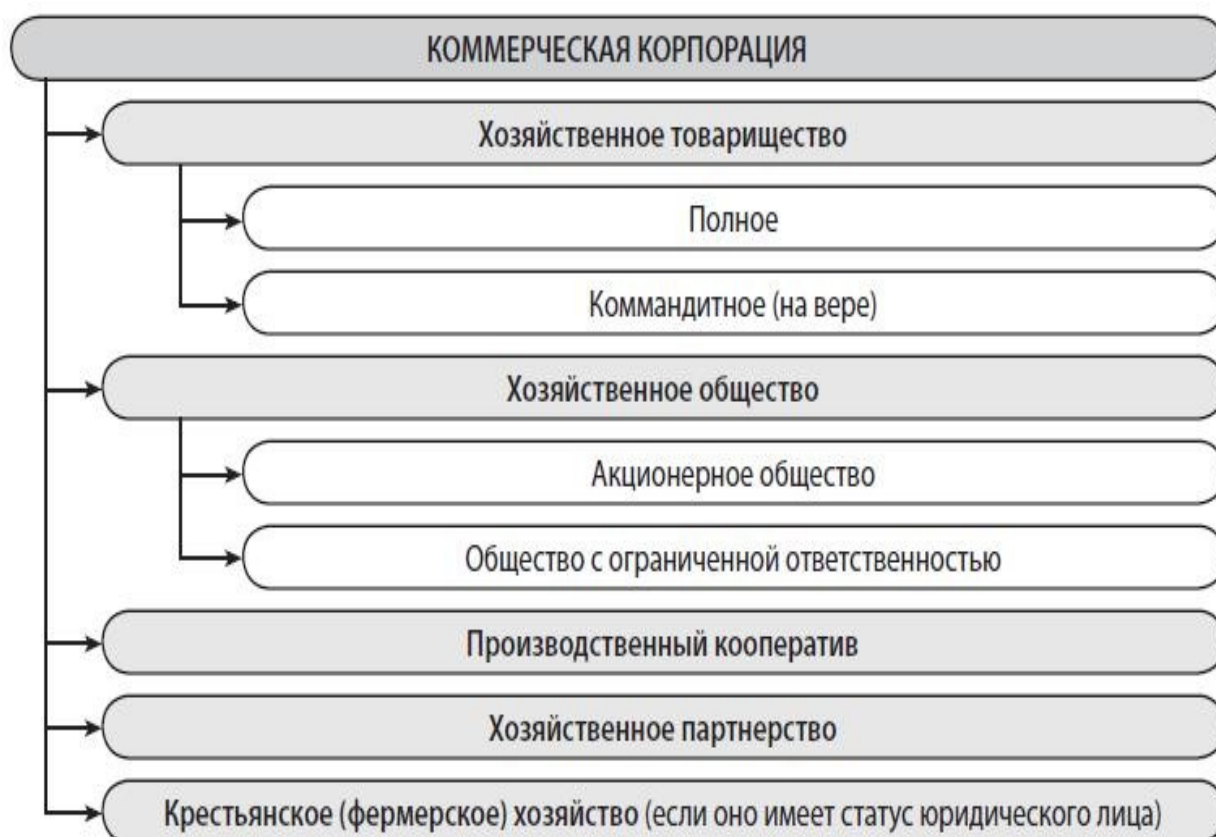 КОММЕРЧЕСКАЯ КОРПОРАЦИЯ
Хозяйственное товарищество
Полное
Коммандитное (на вере)
Хозяйственное общество
Акционерное общество
Общество с ограниченной ответственностью
Производственный кооператив
Хозяйственное партнерство
Крестьянское (фермерское) хозяйство (если оно имеет статус юридического лица)